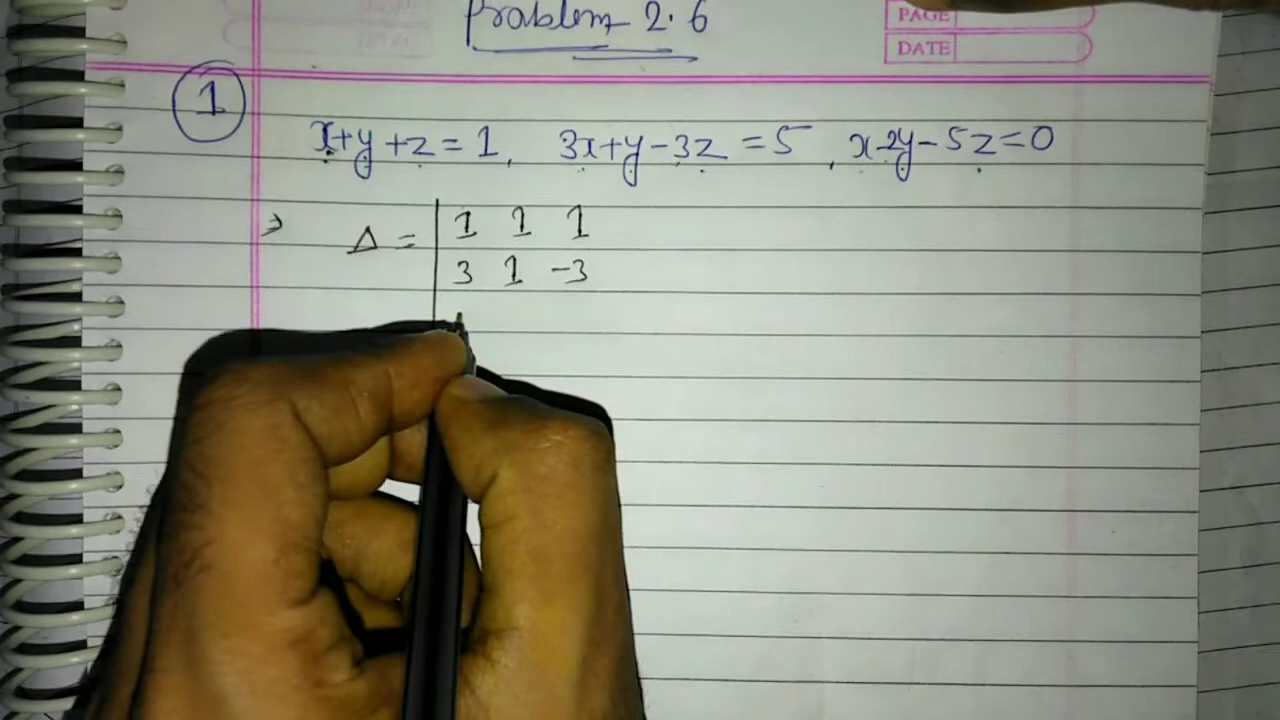 Problem 2.6
PAGE
DATE
1
x+y+z=1, 3x+y-3z=5, x-2y-5z=0
⇒ Δ = | 1 1 1
3 1 -3